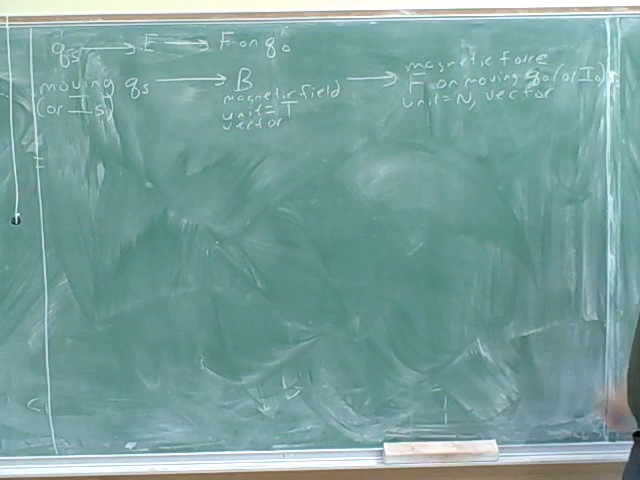 qs → E → F on q₀
moving qs → B → F on moving q₀ (or I₀)
(or Is)
magnetic field
unit = T
vector
magnetic force
unit = N, vector